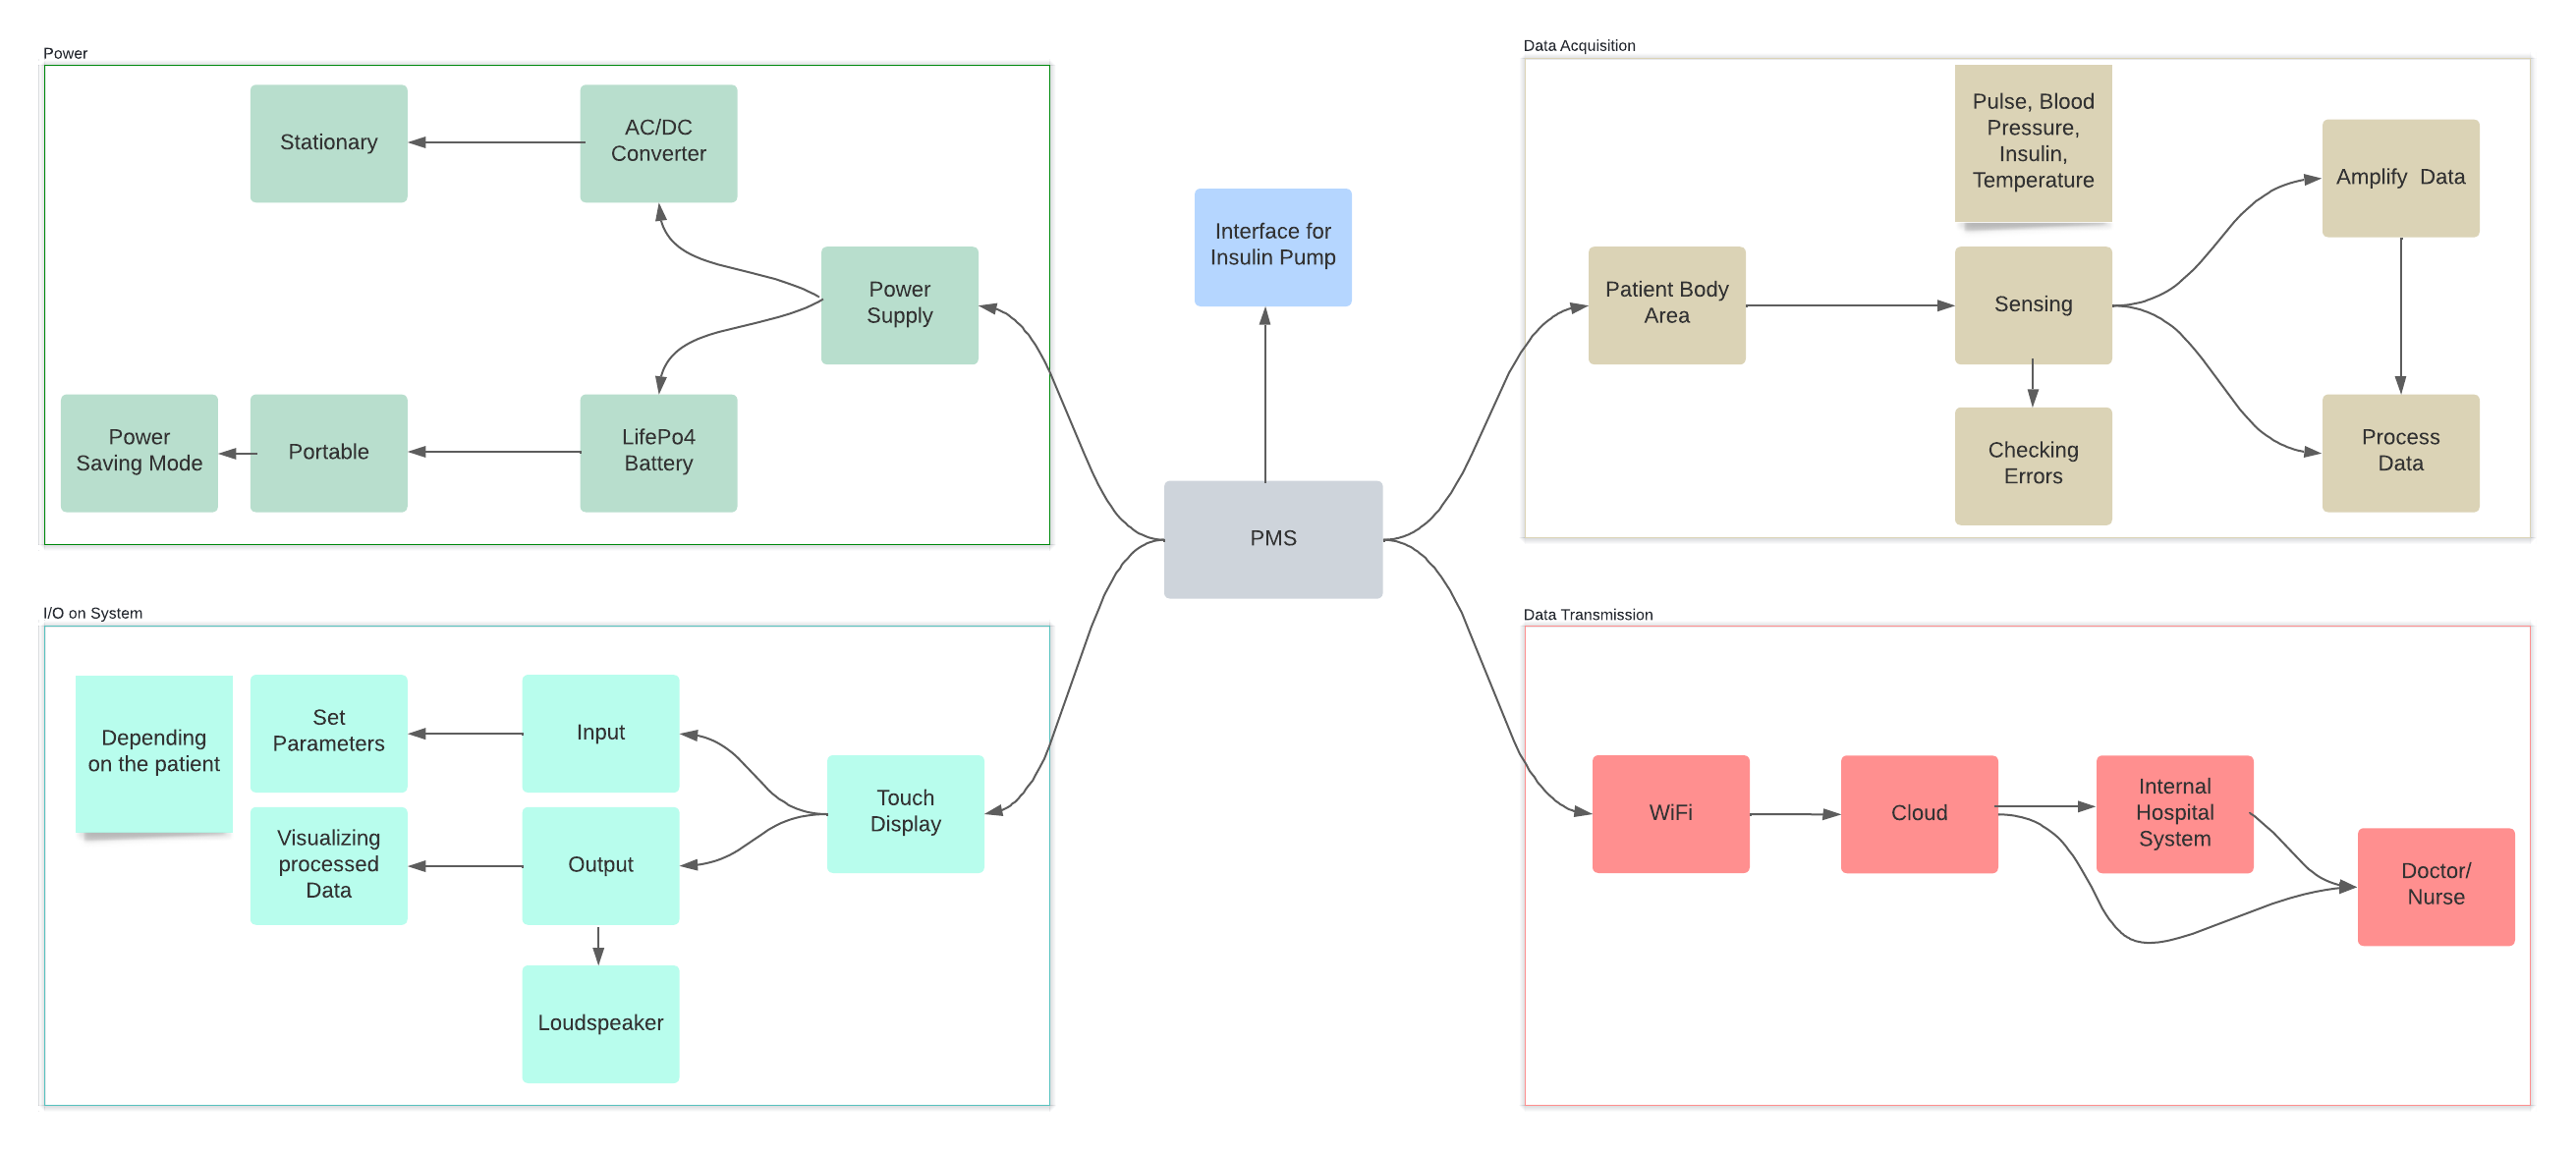 Power
Stationary
AC/DC
Converter
Power
Supply
Power
Saving Mode
Portable
LifePo4
Battery
Interface for
Insulin Pump
PMS
Data Acquisition
Pulse, Blood
Pressure,
Insulin,
Temperature
Amplify  Data
Patient Body
Area
Sensing
Checking
Errors
Process
Data
I/O on System
Depending
on the patient
Set
Parameters
Input
Visualizing
processed
Data
Output
Touch
Display
Loudspeaker
Data Transmission
WiFi
Cloud
Internal
Hospital
System
Doctor/
Nurse